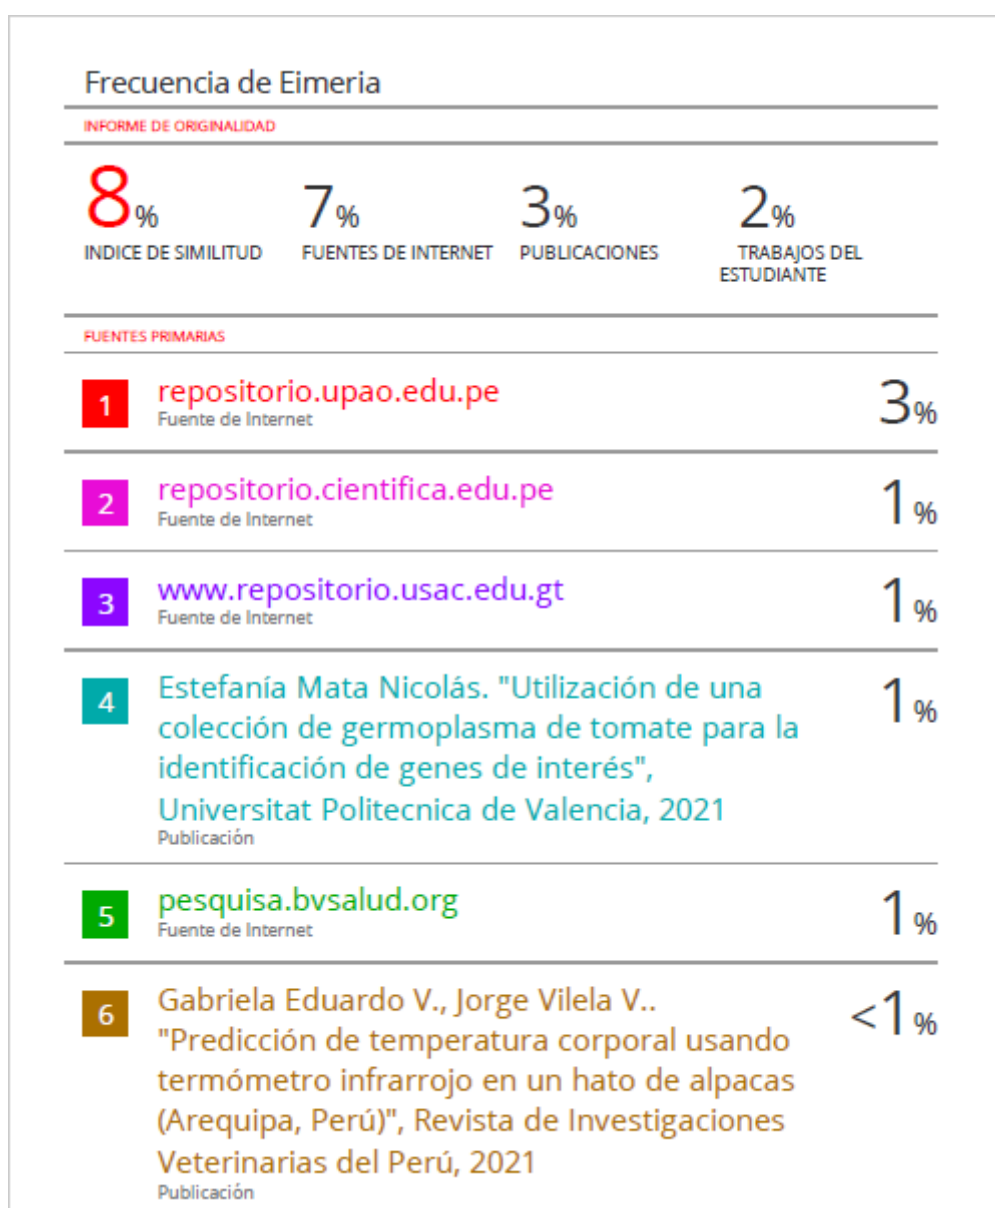 Frecuencia de Eimeria
INFORME DE ORIGINALIDAD
8%
INDICE DE SIMILITUD
7%
FUENTES DE INTERNET
3%
PUBLICACIONES
2%
TRABAJOS DEL
ESTUDIANTE
FUENTES PRIMARIAS
1
repositorio.upao.edu.pe
Fuente de Internet
3%
2
repositorio.cientifica.edu.pe
Fuente de Internet
1%
3
www.repositorio.usac.edu.gt
Fuente de Internet
1%
4
Estefanía Mata Nicolás. "Utilización de una
colección de germoplasma de tomate para la
identificación de genes de interés",
Universitat Politecnica de Valencia, 2021
Publicación
1%
5
pesquisa.bvsalud.org
Fuente de Internet
1%
6
Gabriela Eduardo V., Jorge Vilela V..
"Predicción de temperatura corporal usando
termómetro infrarrojo en un hato de alpacas
(Arequipa, Perú)", Revista de Investigaciones
Veterinarias del Perú, 2021
Publicación
<1%